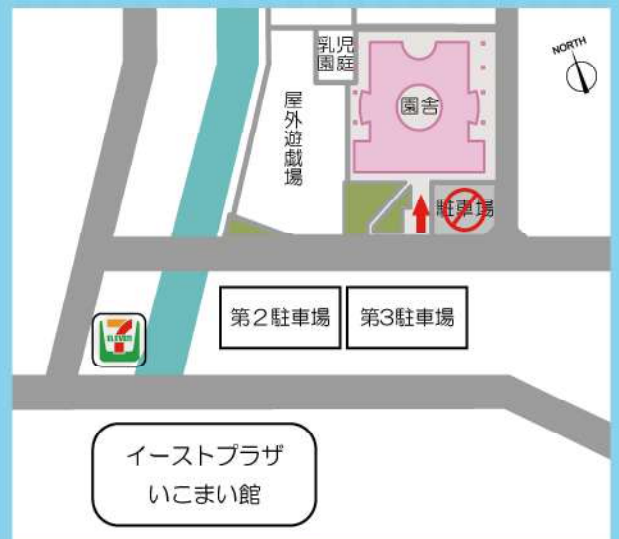 乳児
園庭
NORTH
屋外遊戯場
園舎
駐車場
第2駐車場
第3駐車場
7
ELEVEN
イーストプラザ
いこまい館